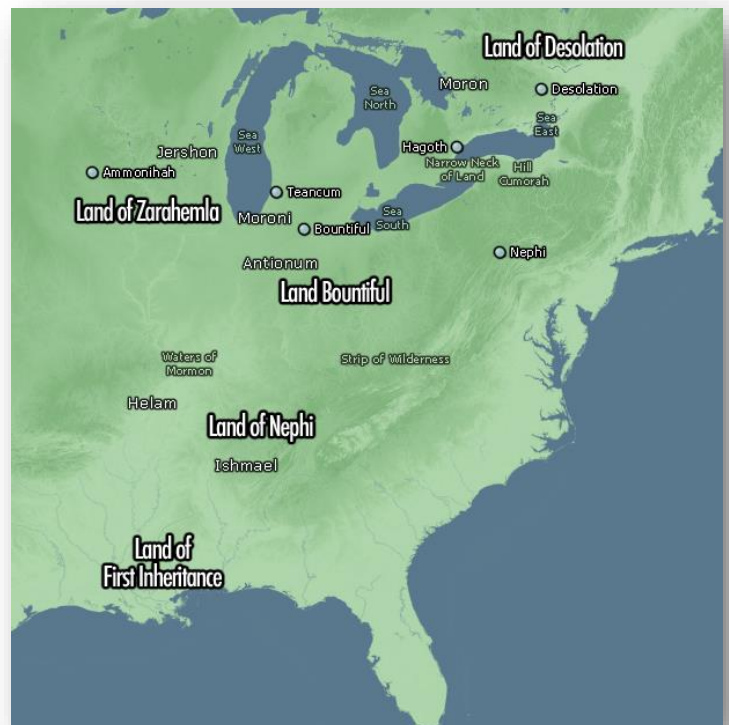 Land of Desolation
Moron
Desolation
Sea
North
Sea
East
Sea
West
Hagoth
Jershon
Narrow Neck
of Land
Hill
Cumorah
Ammonihah
Teancum
Land of Zarahemla
Moroni
Sea
South
Bountiful
Nephi
Antionum
Land Bountiful
Waters of
Mormon
Strip of Wilderness
Helam
Land of Nephi
Ishmael
Land of
First Inheritance